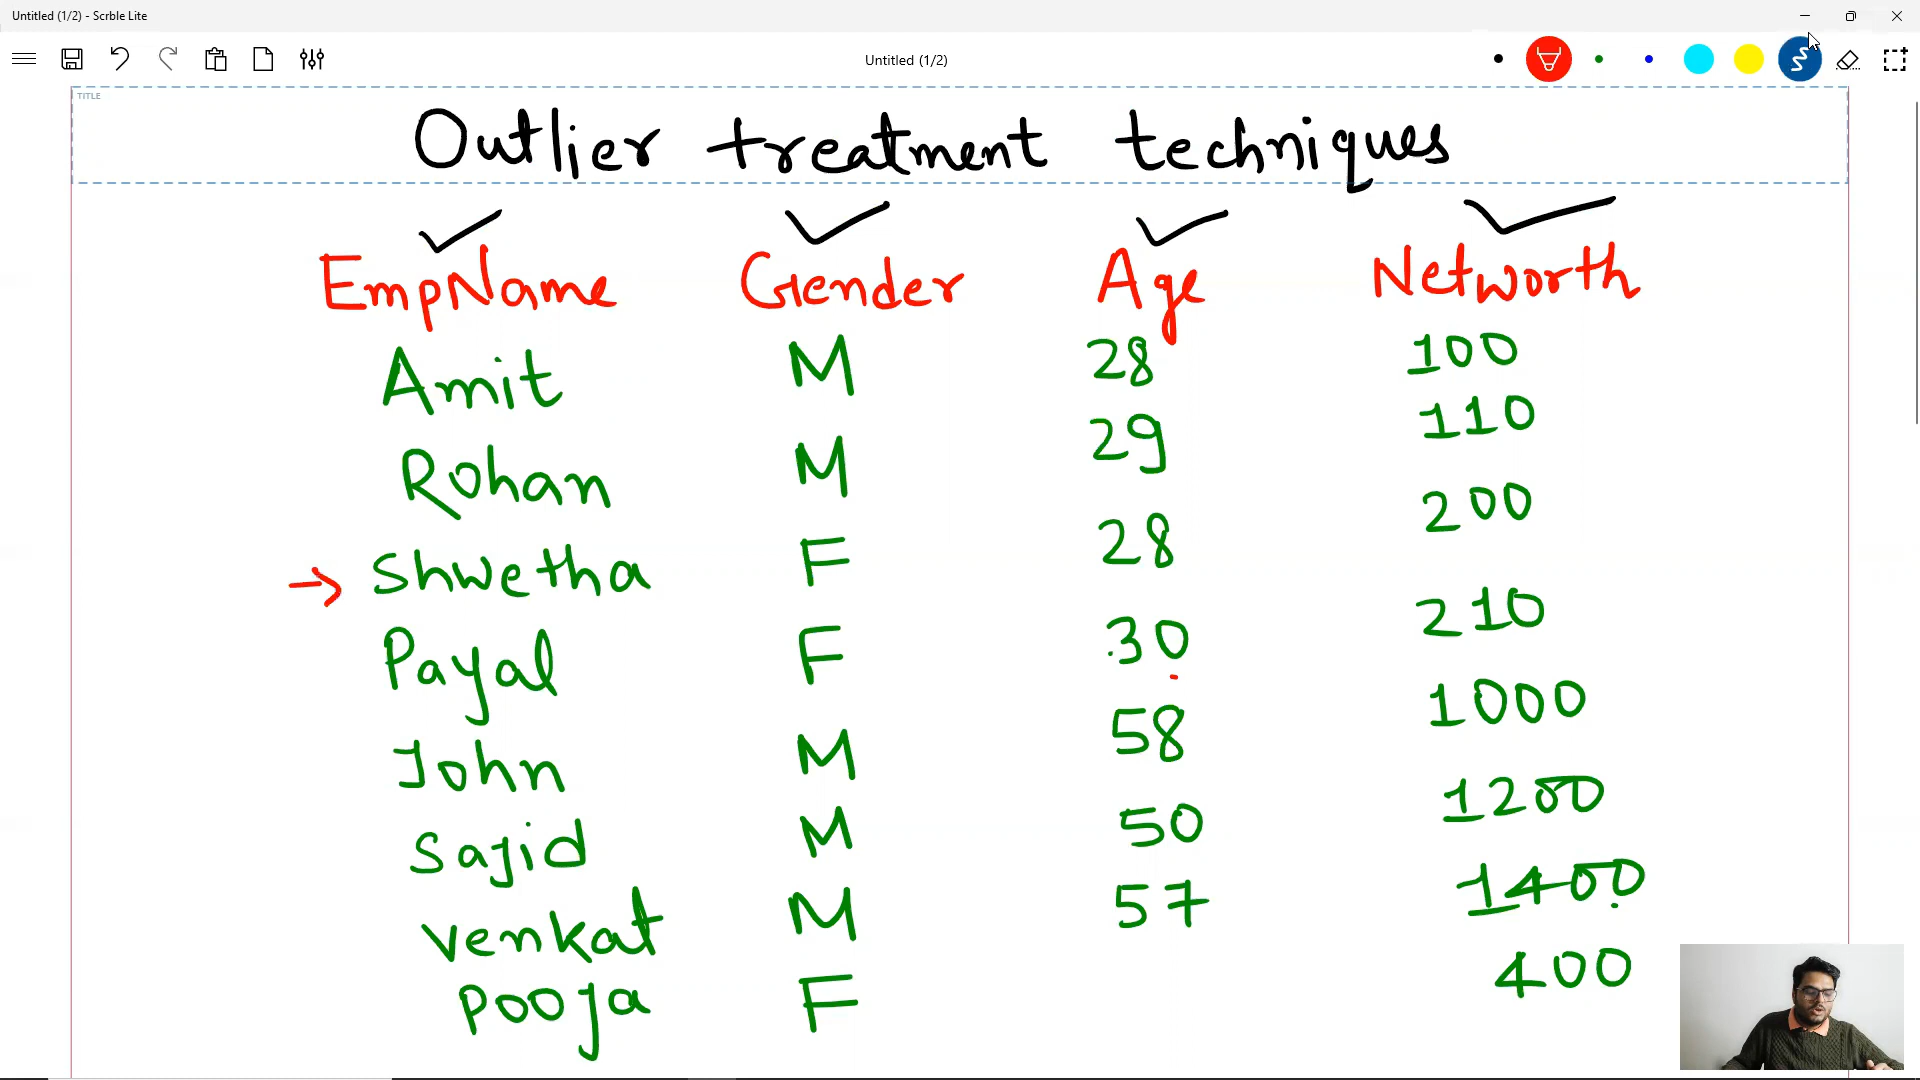 Untitled (1/2) - Scrble Lite
Untitled (1/2)
TITLE
Outlier treatment techniques
EmpName Gender Age Networth
Amit M 28 100
Rohan M 29 110
Shwetha F 28 200
Payal F 30 210
John M 58 1000
Sajid M 50 1200
Venkat M 57 1400
Pooja F 400